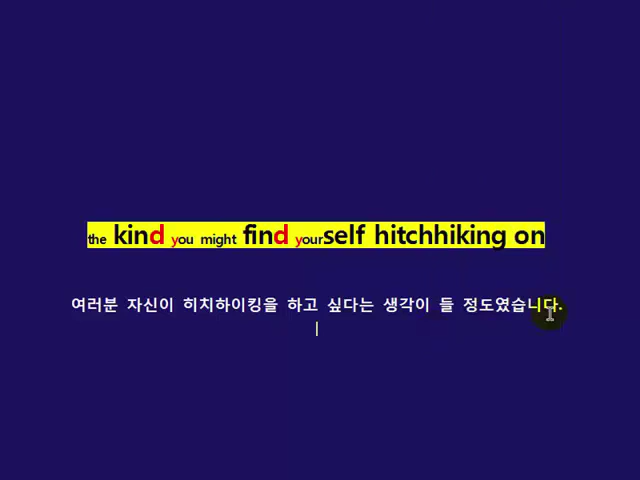 the kind you might find yourself hitchhiking on
여러분 자신이 히치하이킹을 하고 싶다는 생각이 들 정도였습니다.